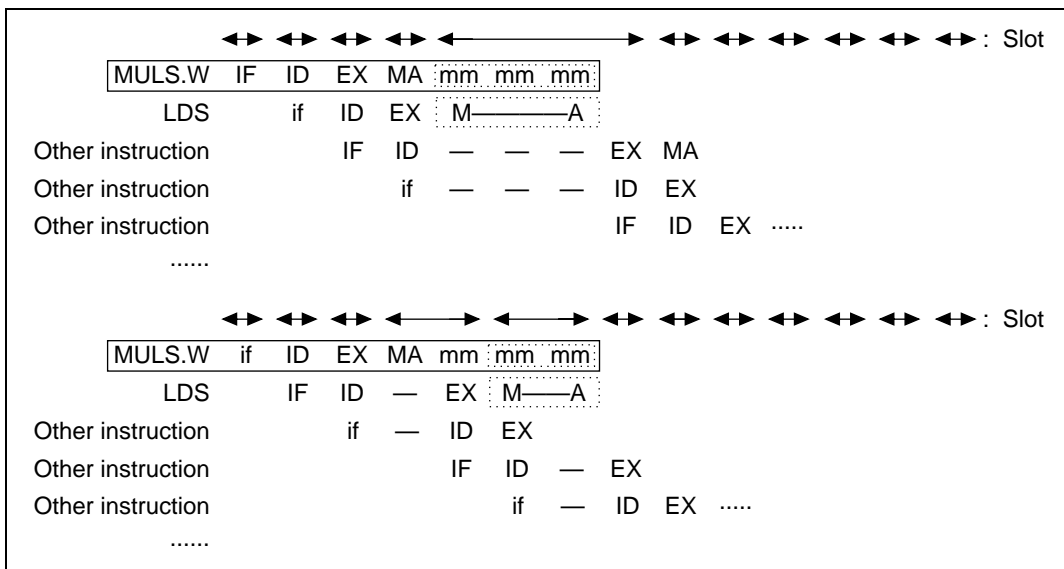 : Slot
MULS.W IF ID EX MA mm mm mm
LDS if ID EX M————A
Other instruction IF ID — — — EX MA
Other instruction if — — — ID EX
Other instruction IF ID EX .....
......
: Slot
MULS.W if ID EX MA mm mm mm
LDS IF ID — EX M——A
Other instruction if — ID EX
Other instruction IF ID — EX
Other instruction if — ID EX .....
......